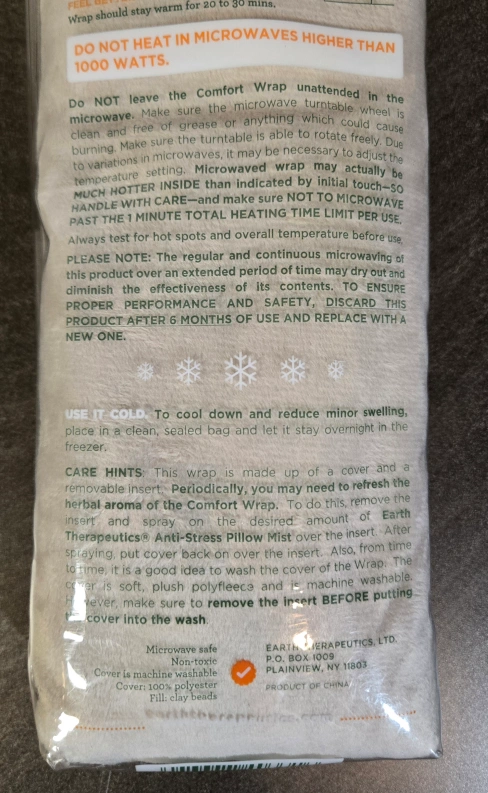 Wrap should stay warm for 20 to 30 mins.
DO NOT HEAT IN MICROWAVES HIGHER THAN
1000 WATTS.
Do NOT leave the Comfort Wrap unattended in the
microwave. Make sure the microwave turntable wheel is
clean and free of grease or anything which could cause
burning. Make sure the turntable is able to rotate freely. Due
to variations in microwaves, it may be necessary to adjust the
temperature setting. Microwaved wrap may actually be
MUCH HOTTER INSIDE than indicated by initial touch—SO
HANDLE WITH CARE—and make sure NOT TO MICROWAVE
PAST THE 1 MINUTE TOTAL HEATING TIME LIMIT PER USE.
Always test for hot spots and overall temperature before use.
PLEASE NOTE: The regular and continuous microwaving of
this product over an extended period of time may dry out and
diminish the effectiveness of its contents. TO ENSURE
PROPER PERFORMANCE AND SAFETY, DISCARD THIS
PRODUCT AFTER 6 MONTHS OF USE AND REPLACE WITH A
NEW ONE.
USE IT COLD. To cool down and reduce minor swelling,
place in a clean, sealed bag and let it stay overnight in the
freezer.
CARE HINTS: This wrap is made up of a cover and a
removable insert. Periodically, you may need to refresh the
herbal aroma of the Comfort Wrap. To do this, remove the
insert and spray on the desired amount of Earth
Therapeutics® Anti-Stress Pillow Mist over the insert. After
spraying, put cover back on over the insert. Also, from time
to time, it is a good idea to wash the cover of the Wrap. The
cover is soft, plush polyfleece and is machine washable.
However, make sure to remove the insert BEFORE putting
the cover into the wash.
Microwave safe
Non-toxic
Cover is machine washable
Cover: 100% polyester
Fill: clay beads
EARTH THERAPEUTICS, LTD.
P.O. BOX 1009
PLAINVIEW, NY 11803
PRODUCT OF CHINA